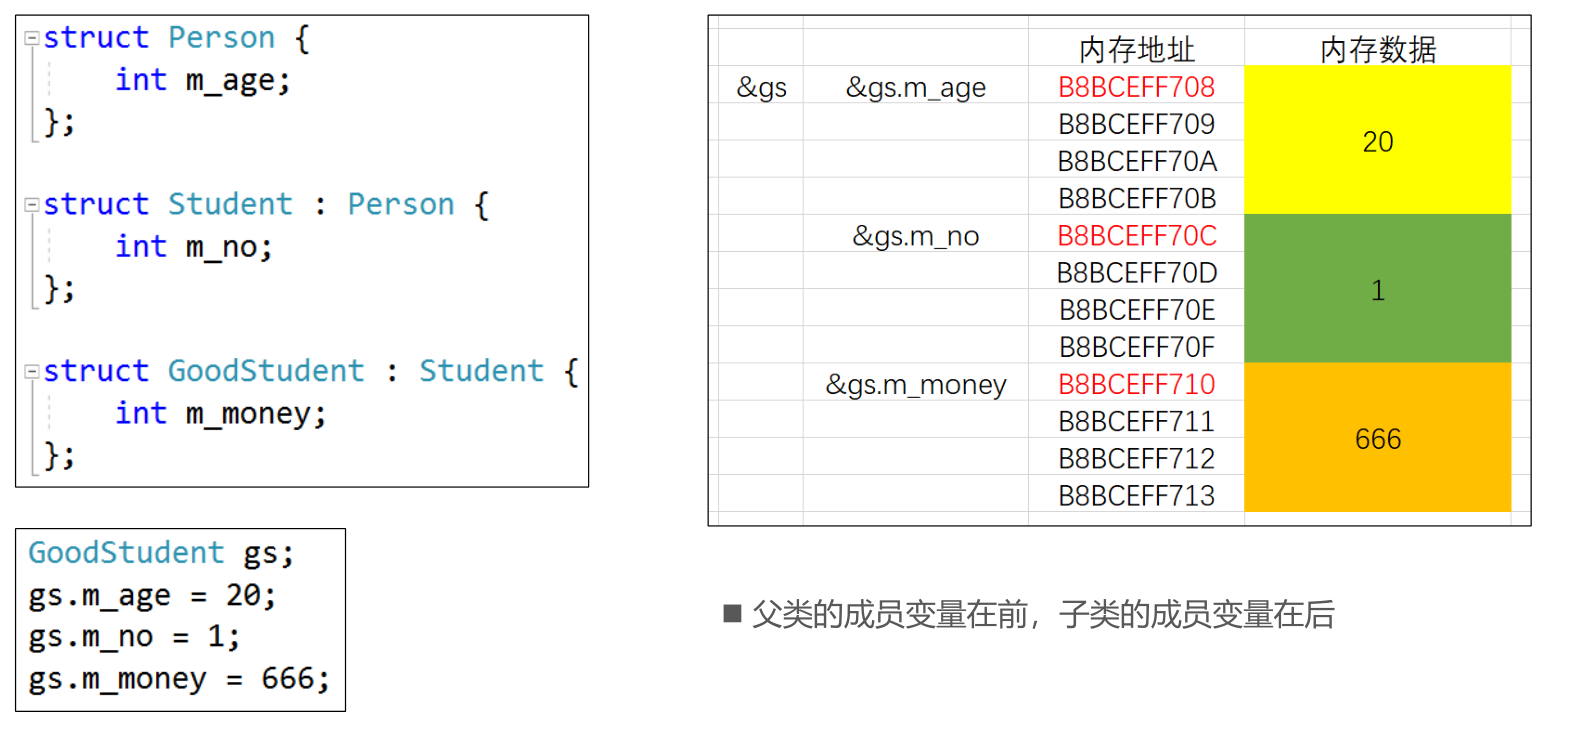 struct Person {
int m_age;
};
struct Student : Person {
int m_no;
};
struct GoodStudent : Student {
int m_money;
};
GoodStudent gs;
gs.m_age = 20;
gs.m_no = 1;
gs.m_money = 666;
内存地址 内存数据
&gs &gs.m_age B8BCEFF708
B8BCEFF709
20
B8BCEFF70A
B8BCEFF70B
&gs.m_no B8BCEFF70C
B8BCEFF70D
1
B8BCEFF70E
B8BCEFF70F
&gs.m_money B8BCEFF710
B8BCEFF711
666
B8BCEFF712
B8BCEFF713
■ 父类的成员变量在前，子类的成员变量在后